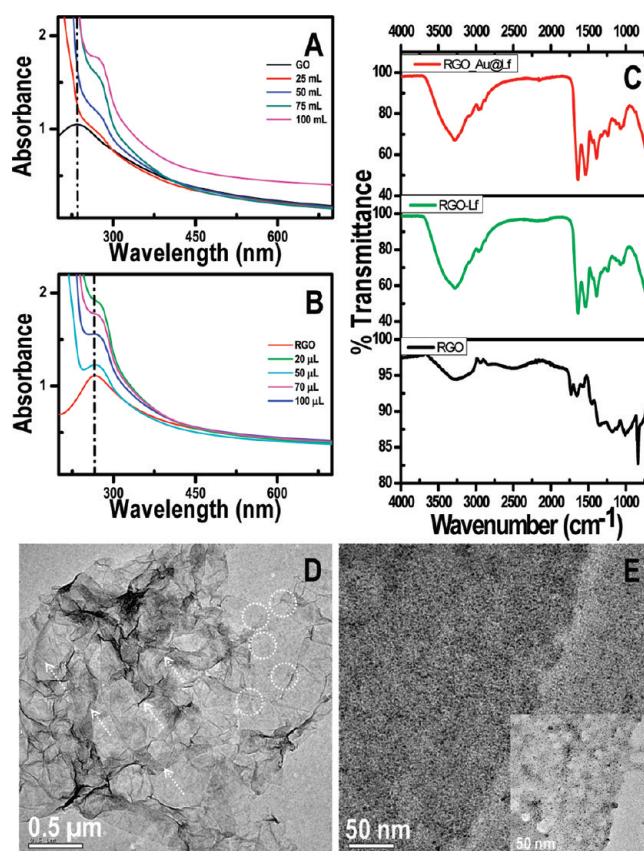 A
Absorbance
2
1
GO
25 mL
50 mL
75 mL
100 mL
300 450 600
Wavelength (nm)
B
Absorbance
2
1
RGO
20 µL
50 µL
70 µL
100 µL
300 450 600
Wavelength (nm)
4000 3500 3000 2500 2000 1500 1000
C
% Transmittance
RGO_Au@Lf
100
80
60
40
RGO-Lf
100
80
60
40
RGO
100
95
90
85
80
4000 3500 3000 2500 2000 1500 1000
Wavenumber (cm-1)
D
0.5 µm
E
50 nm
50 nm